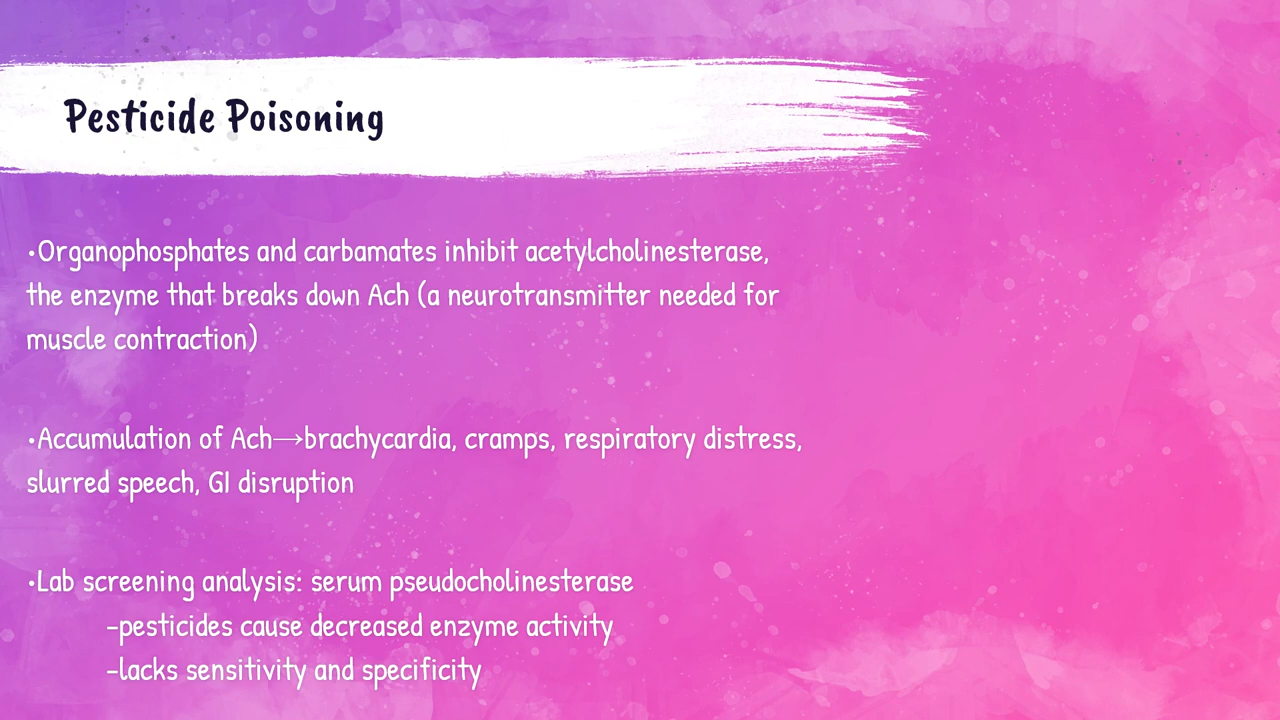 Pesticide Poisoning
•Organophosphates and carbamates inhibit acetylcholinesterase,
the enzyme that breaks down Ach (a neurotransmitter needed for
muscle contraction)
•Accumulation of Ach→brachycardia, cramps, respiratory distress,
slurred speech, GI disruption
•Lab screening analysis: serum pseudocholinesterase
-pesticides cause decreased enzyme activity
-lacks sensitivity and specificity